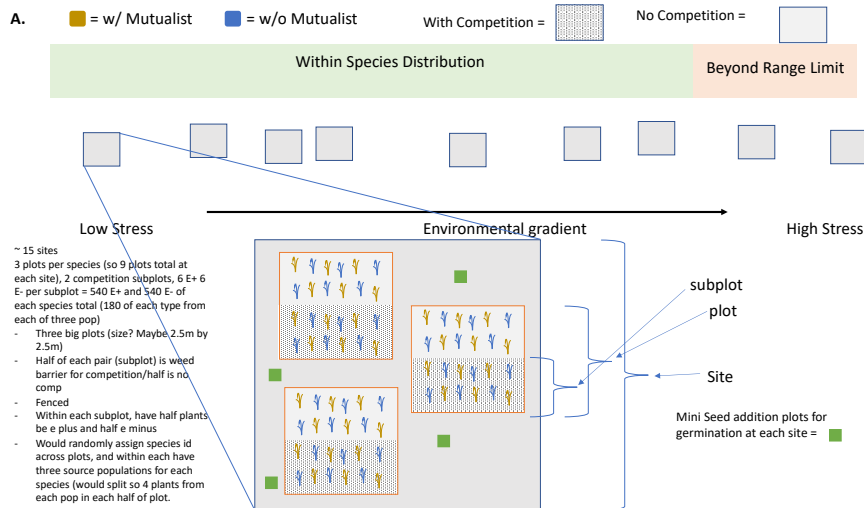 A.
= w/ Mutualist
= w/o Mutualist
With Competition =
No Competition =
Within Species Distribution
Beyond Range Limit
Low Stress
Environmental gradient
High Stress
~ 15 sites
3 plots per species (so 9 plots total at
each site), 2 competition subplots, 6 E+ 6
E- per subplot = 540 E+ and 540 E- of
each species total (180 of each type from
each of three pop)
- Three big plots (size? Maybe 2.5m by
2.5m)
- Half of each pair (subplot) is weed
barrier for competition/half is no
comp
- Fenced
- Within each subplot, have half plants
be e plus and half e minus
- Would randomly assign species id
across plots, and within each have
three source populations for each
species (would split so 4 plants from
each pop in each half of plot.
subplot
plot
Site
Mini Seed addition plots for
germination at each site =